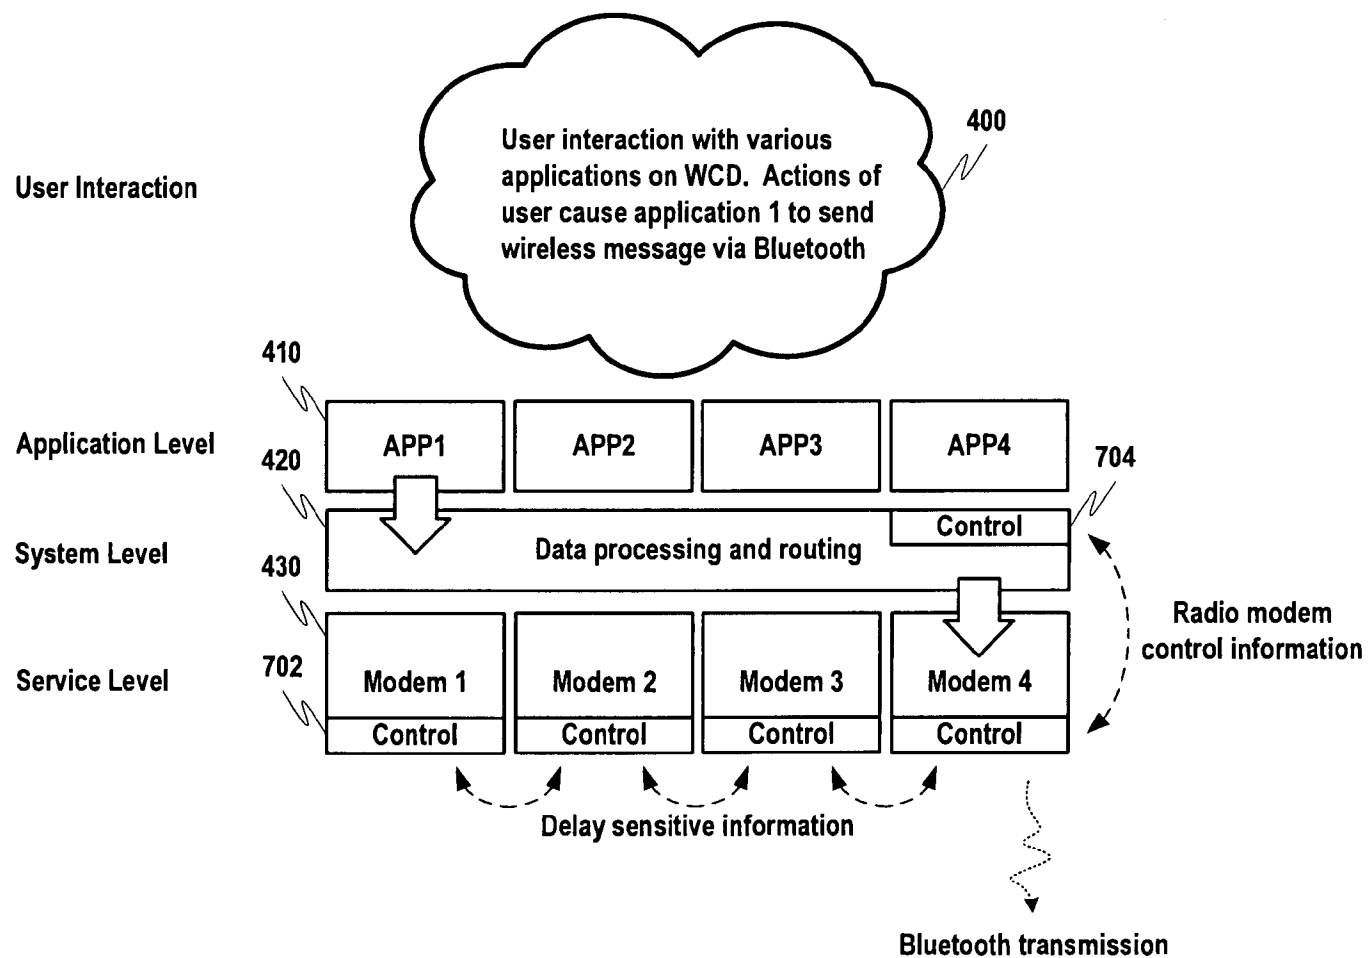 User interaction with various
applications on WCD. Actions of
user cause application 1 to send
wireless message via Bluetooth
400
User Interaction
410
Application Level
APP1
APP2
APP3
APP4
420
704
Control
System Level
Data processing and routing
430
Radio modem
control information
Service Level
702
Modem 1
Modem 2
Modem 3
Modem 4
Control
Control
Control
Control
Delay sensitive information
Bluetooth transmission